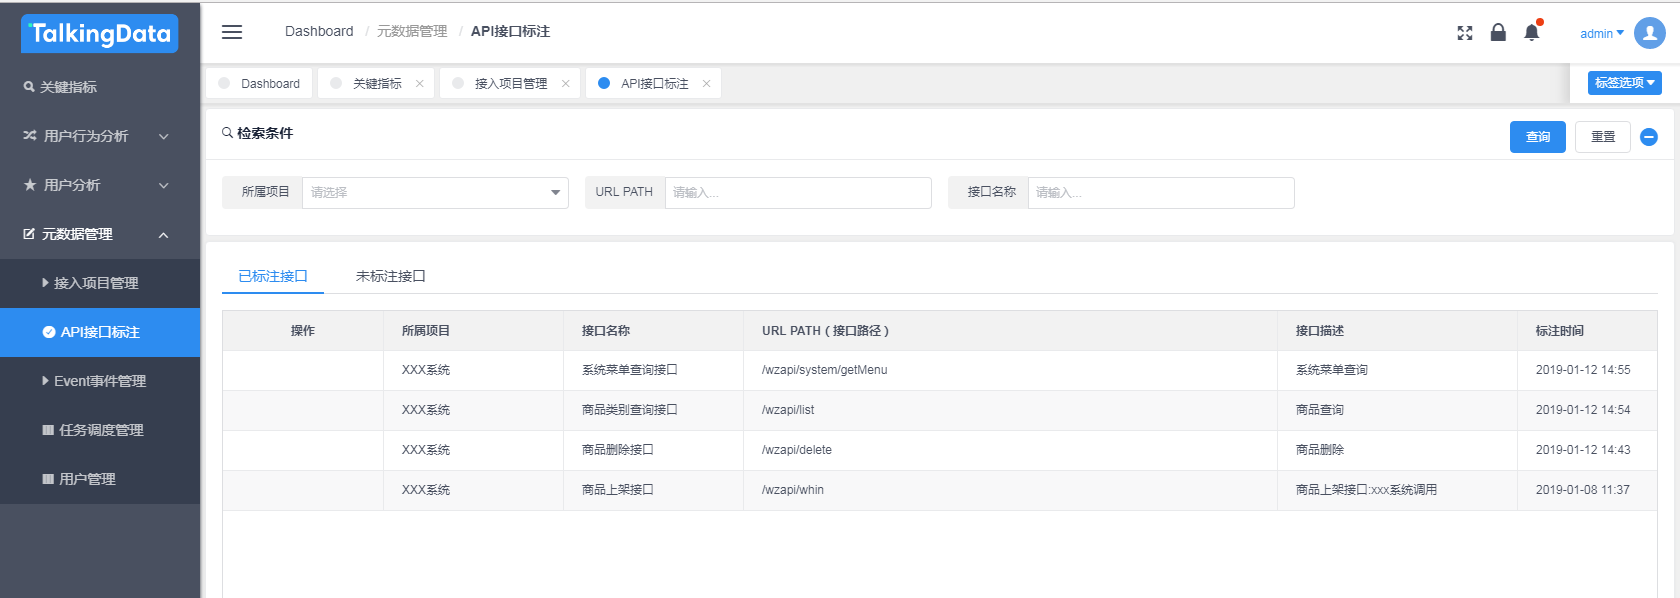 TalkingData
Dashboard / 元数据管理 / API接口标注
admin
关键指标
用户行为分析
用户分析
元数据管理
接入项目管理
API接口标注
Event事件管理
任务调度管理
用户管理
Dashboard 关键指标 × 接入项目管理 × API接口标注 × 标签选项
检索条件 查询 重置
所属项目 请选择 URL PATH 请输入... 接口名称 请输入...
已标注接口 未标注接口
操作 所属项目 接口名称 URL PATH ( 接口路径 ) 接口描述 标注时间
XXX系统 系统菜单查询接口 /wzapi/system/getMenu 系统菜单查询 2019-01-12 14:55
XXX系统 商品类别查询接口 /wzapi/list 商品查询 2019-01-12 14:54
XXX系统 商品删除接口 /wzapi/delete 商品删除 2019-01-12 14:43
XXX系统 商品上架接口 /wzapi/whin 商品上架接口:xxx系统调用 2019-01-08 11:37